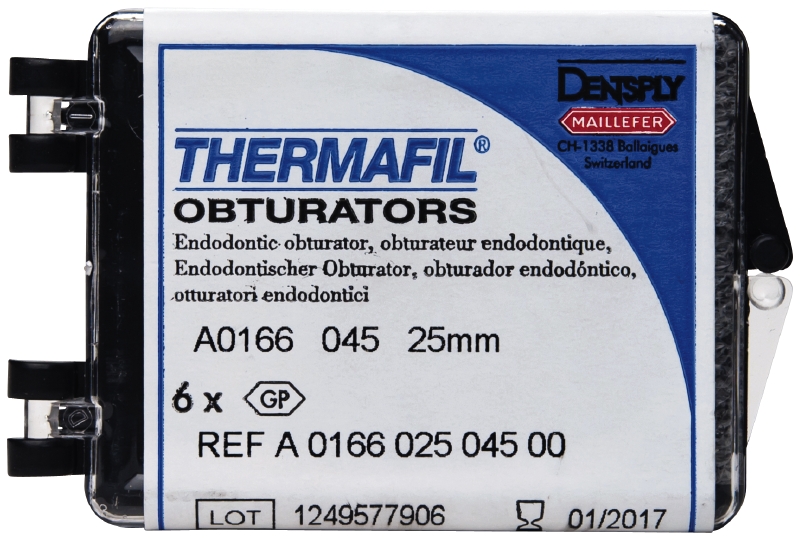 DENTSPLY
MAILLEFER
CH-1338 Ballaigues
Switzerland
THERMAFIL®
OBTURATORS
Endodontic obturator, obturateur endodontique,
Endodontischer Obturator, obturador endodóntico,
otturatori endodontici
A0166 045 25mm
6 x GP
REF A 0166 025 045 00
LOT 1249577906 01/2017